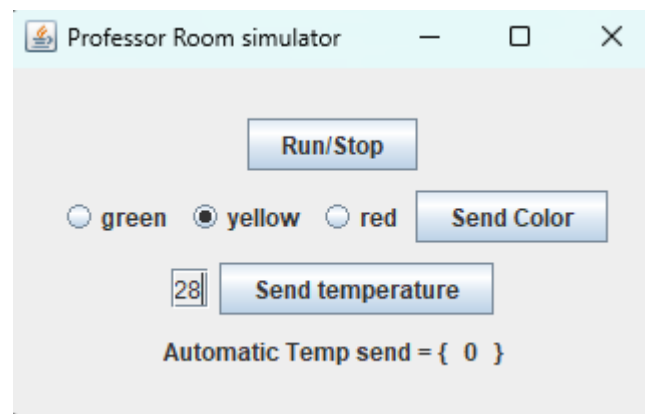 Professor Room simulator
Run/Stop
green yellow red Send Color
28 Send temperature
Automatic Temp send = { 0 }